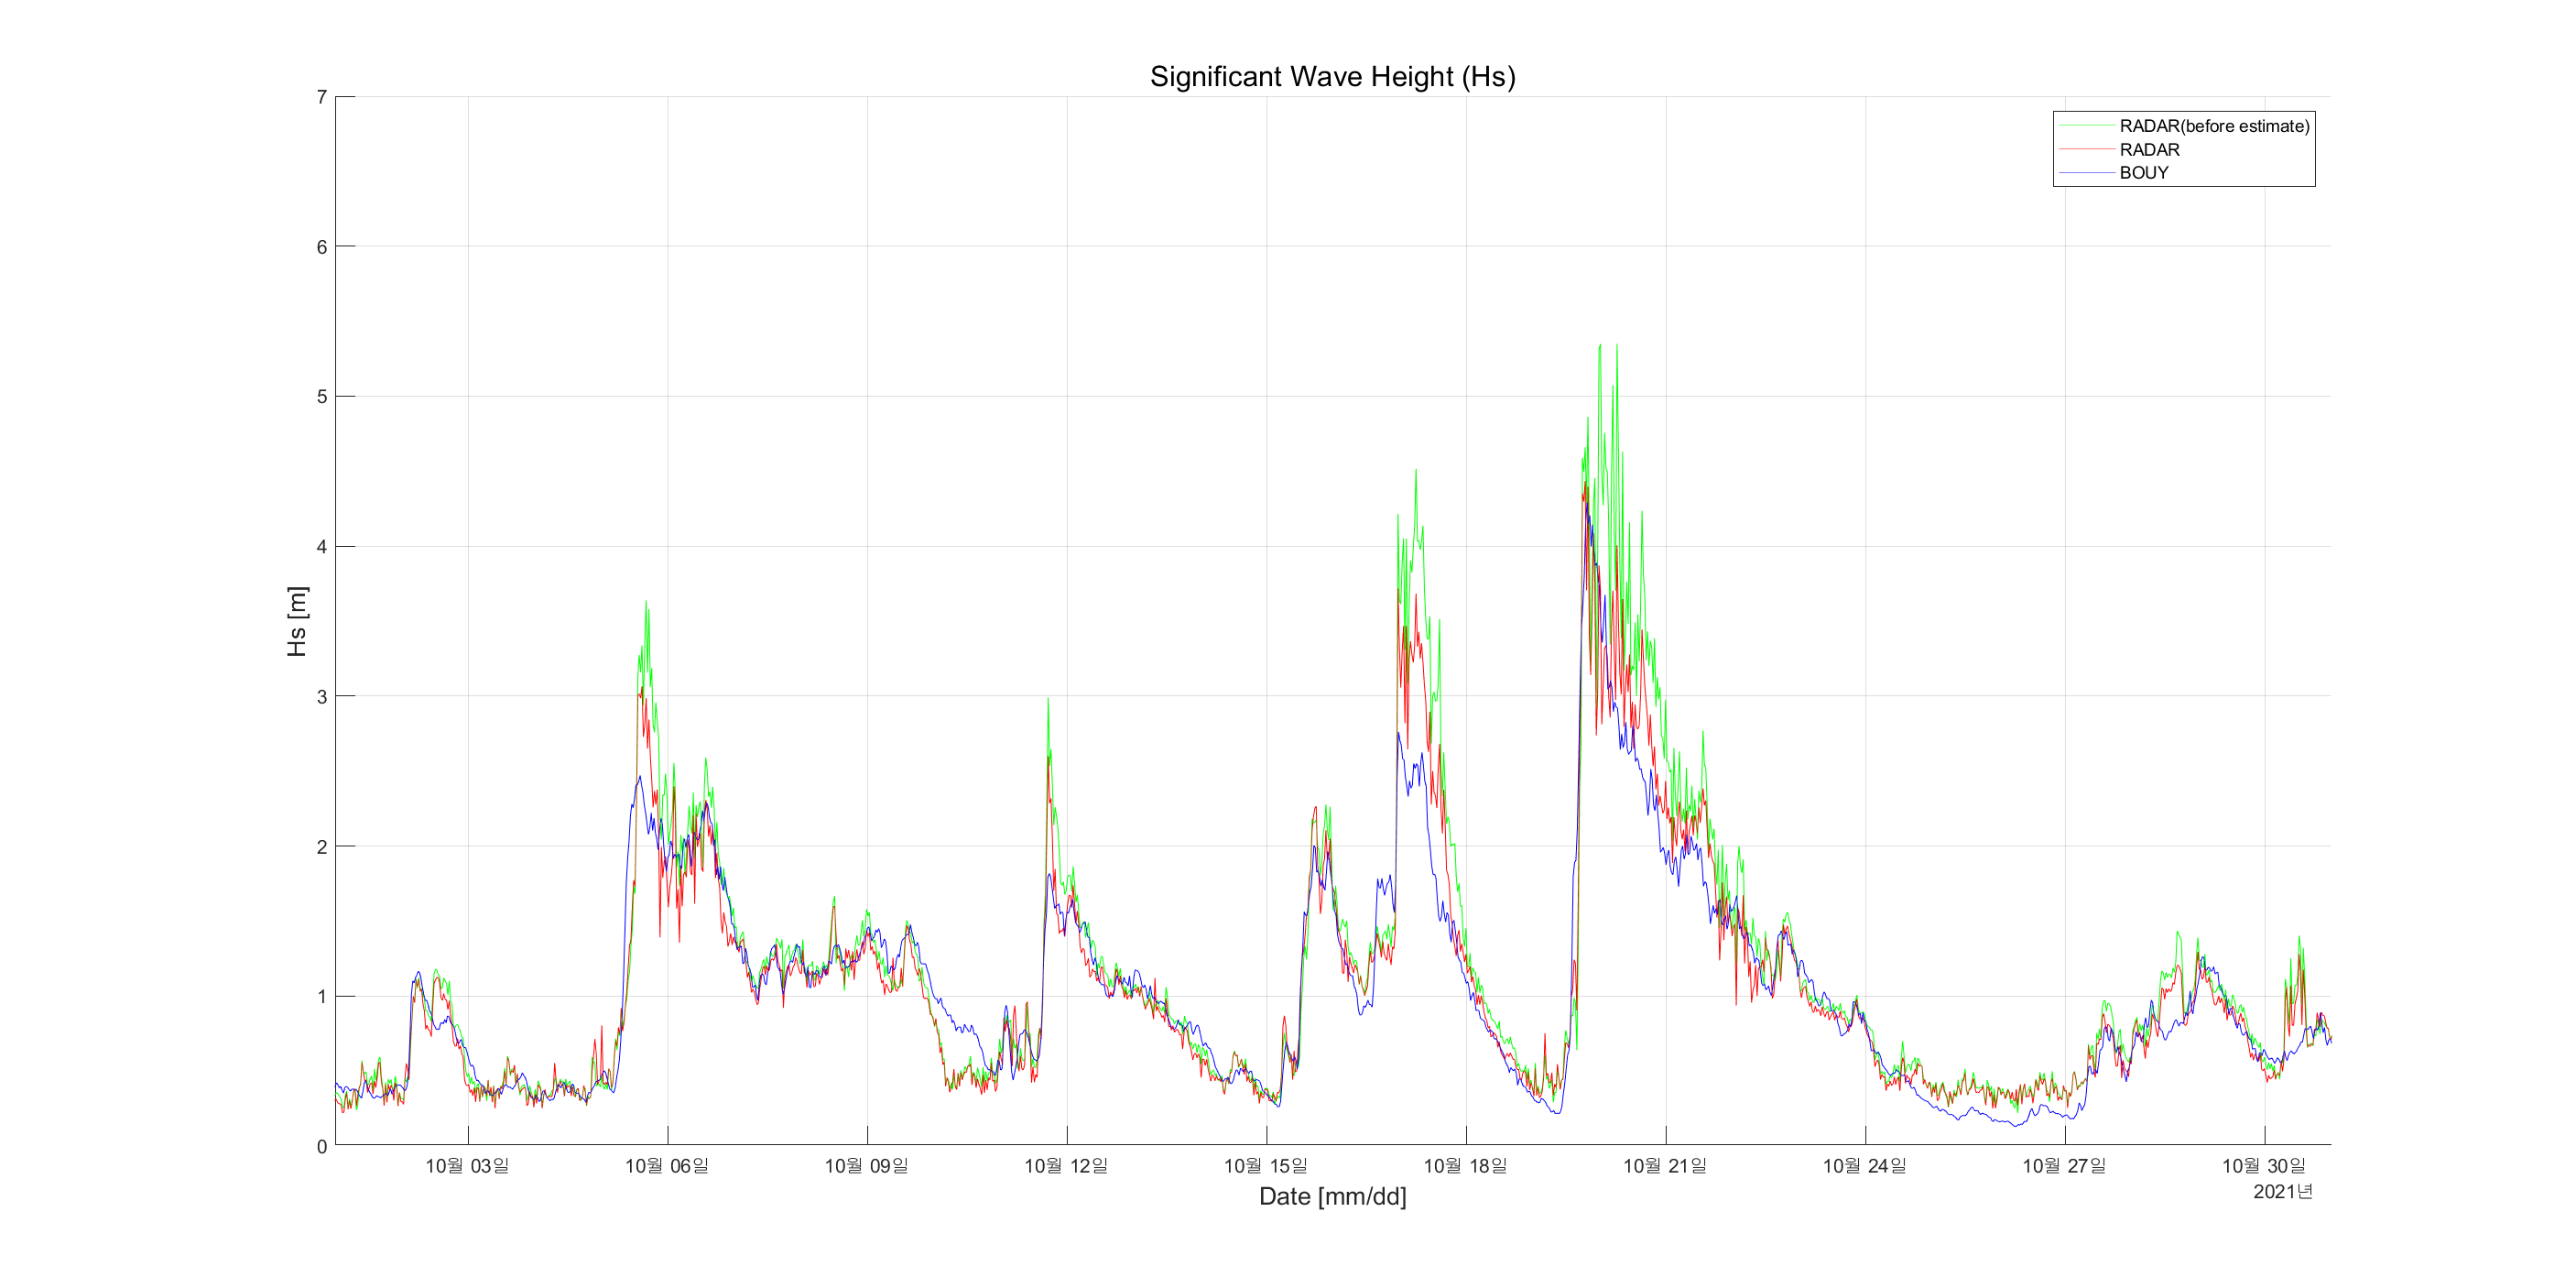 Significant Wave Height (Hs)
RADAR(before estimate)
RADAR
BOUY
7
6
5
4
3
2
1
0
Hs [m]
10월 03일 10월 06일 10월 09일 10월 12일 10월 15일 10월 18일 10월 21일 10월 24일 10월 27일 10월 30일
2021년
Date [mm/dd]